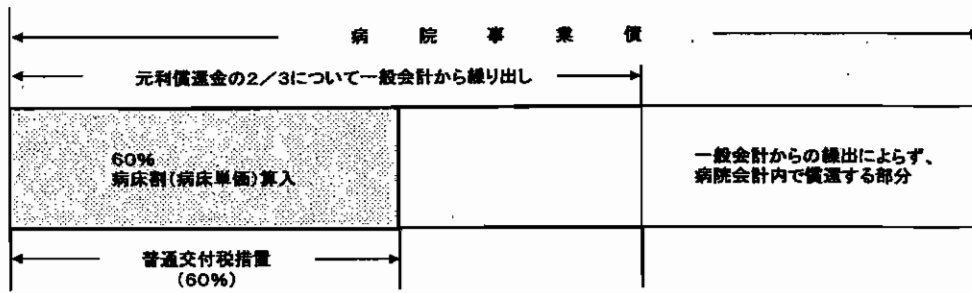 病院事業債
元利償還金の2/3について一般会計から繰り出し
60%
病床割(病床単価)算入
一般会計からの繰出によらず、
病院会計内で償還する部分
普通交付税措置
(60%)